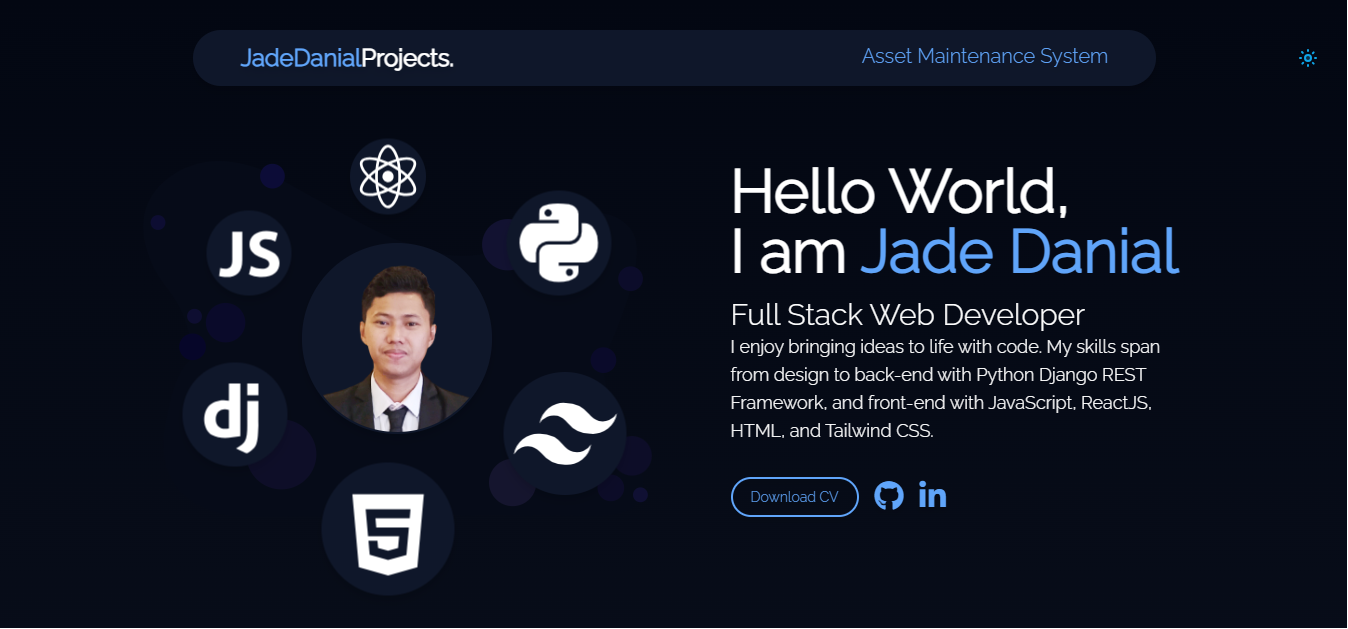 JadeDanialProjects.
Asset Maintenance System
JS
dj
5
Hello World,
I am Jade Danial
Full Stack Web Developer
I enjoy bringing ideas to life with code. My skills span
from design to back-end with Python Django REST
Framework, and front-end with JavaScript, ReactJS,
HTML, and Tailwind CSS.
Download CV
in